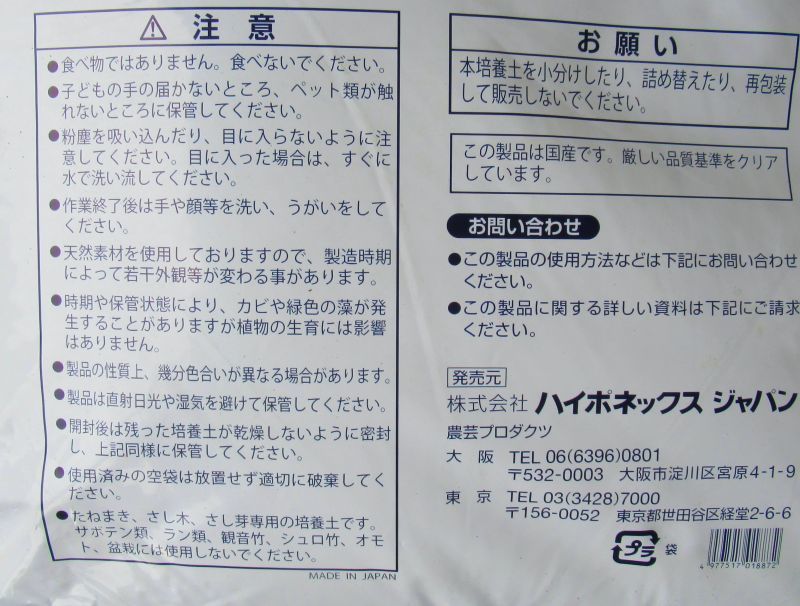 ⚠ 注意
●食べ物ではありません。食べないでください。
●子どもの手の届かないところ、ペット類が触
れないところに保管してください。
●粉塵を吸い込んだり、目に入らないように注
意してください。目に入った場合は、すぐに
水で洗い流してください。
●作業終了後は手や顔等を洗い、うがいをして
ください。
●天然素材を使用しておりますので、製造時期
によって若干外観等が変わる事があります。
●時期や保管状態により、カビや緑色の藻が発
生することがありますが植物の生育には影響
はありません。
●製品の性質上、幾分色合いが異なる場合があります。
●製品は直射日光や湿気を避けて保管してください。
●開封後は残った培養土が乾燥しないように密封
し、上記同様に保管してください。
●使用済みの空袋は放置せず適切に破棄してく
ださい。
●たねまき、さし木、さし芽専用の培養土です。
サボテン類、ラン類、観音竹、シュロ竹、オモ
ト、盆栽には使用しないでください。
MADE IN JAPAN
お願い
本培養土を小分けしたり、詰め替えたり、再包装
して販売しないでください。
この製品は国産です。厳しい品質基準をクリア
しています。
お問い合わせ
●この製品の使用方法などは下記にお問い合わせ
ください。
●この製品に関する詳しい資料は下記にご請求
ください。
発売元
株式会社 ハイポネックス ジャパン
農芸プロダクツ
大 阪 TEL 06(6396)0801
〒532-0003 大阪市淀川区宮原4-1-9
東 京 TEL 03(3428)7000
〒156-0052 東京都世田谷区経堂2-6-6
プラ 袋
4 977517 018872